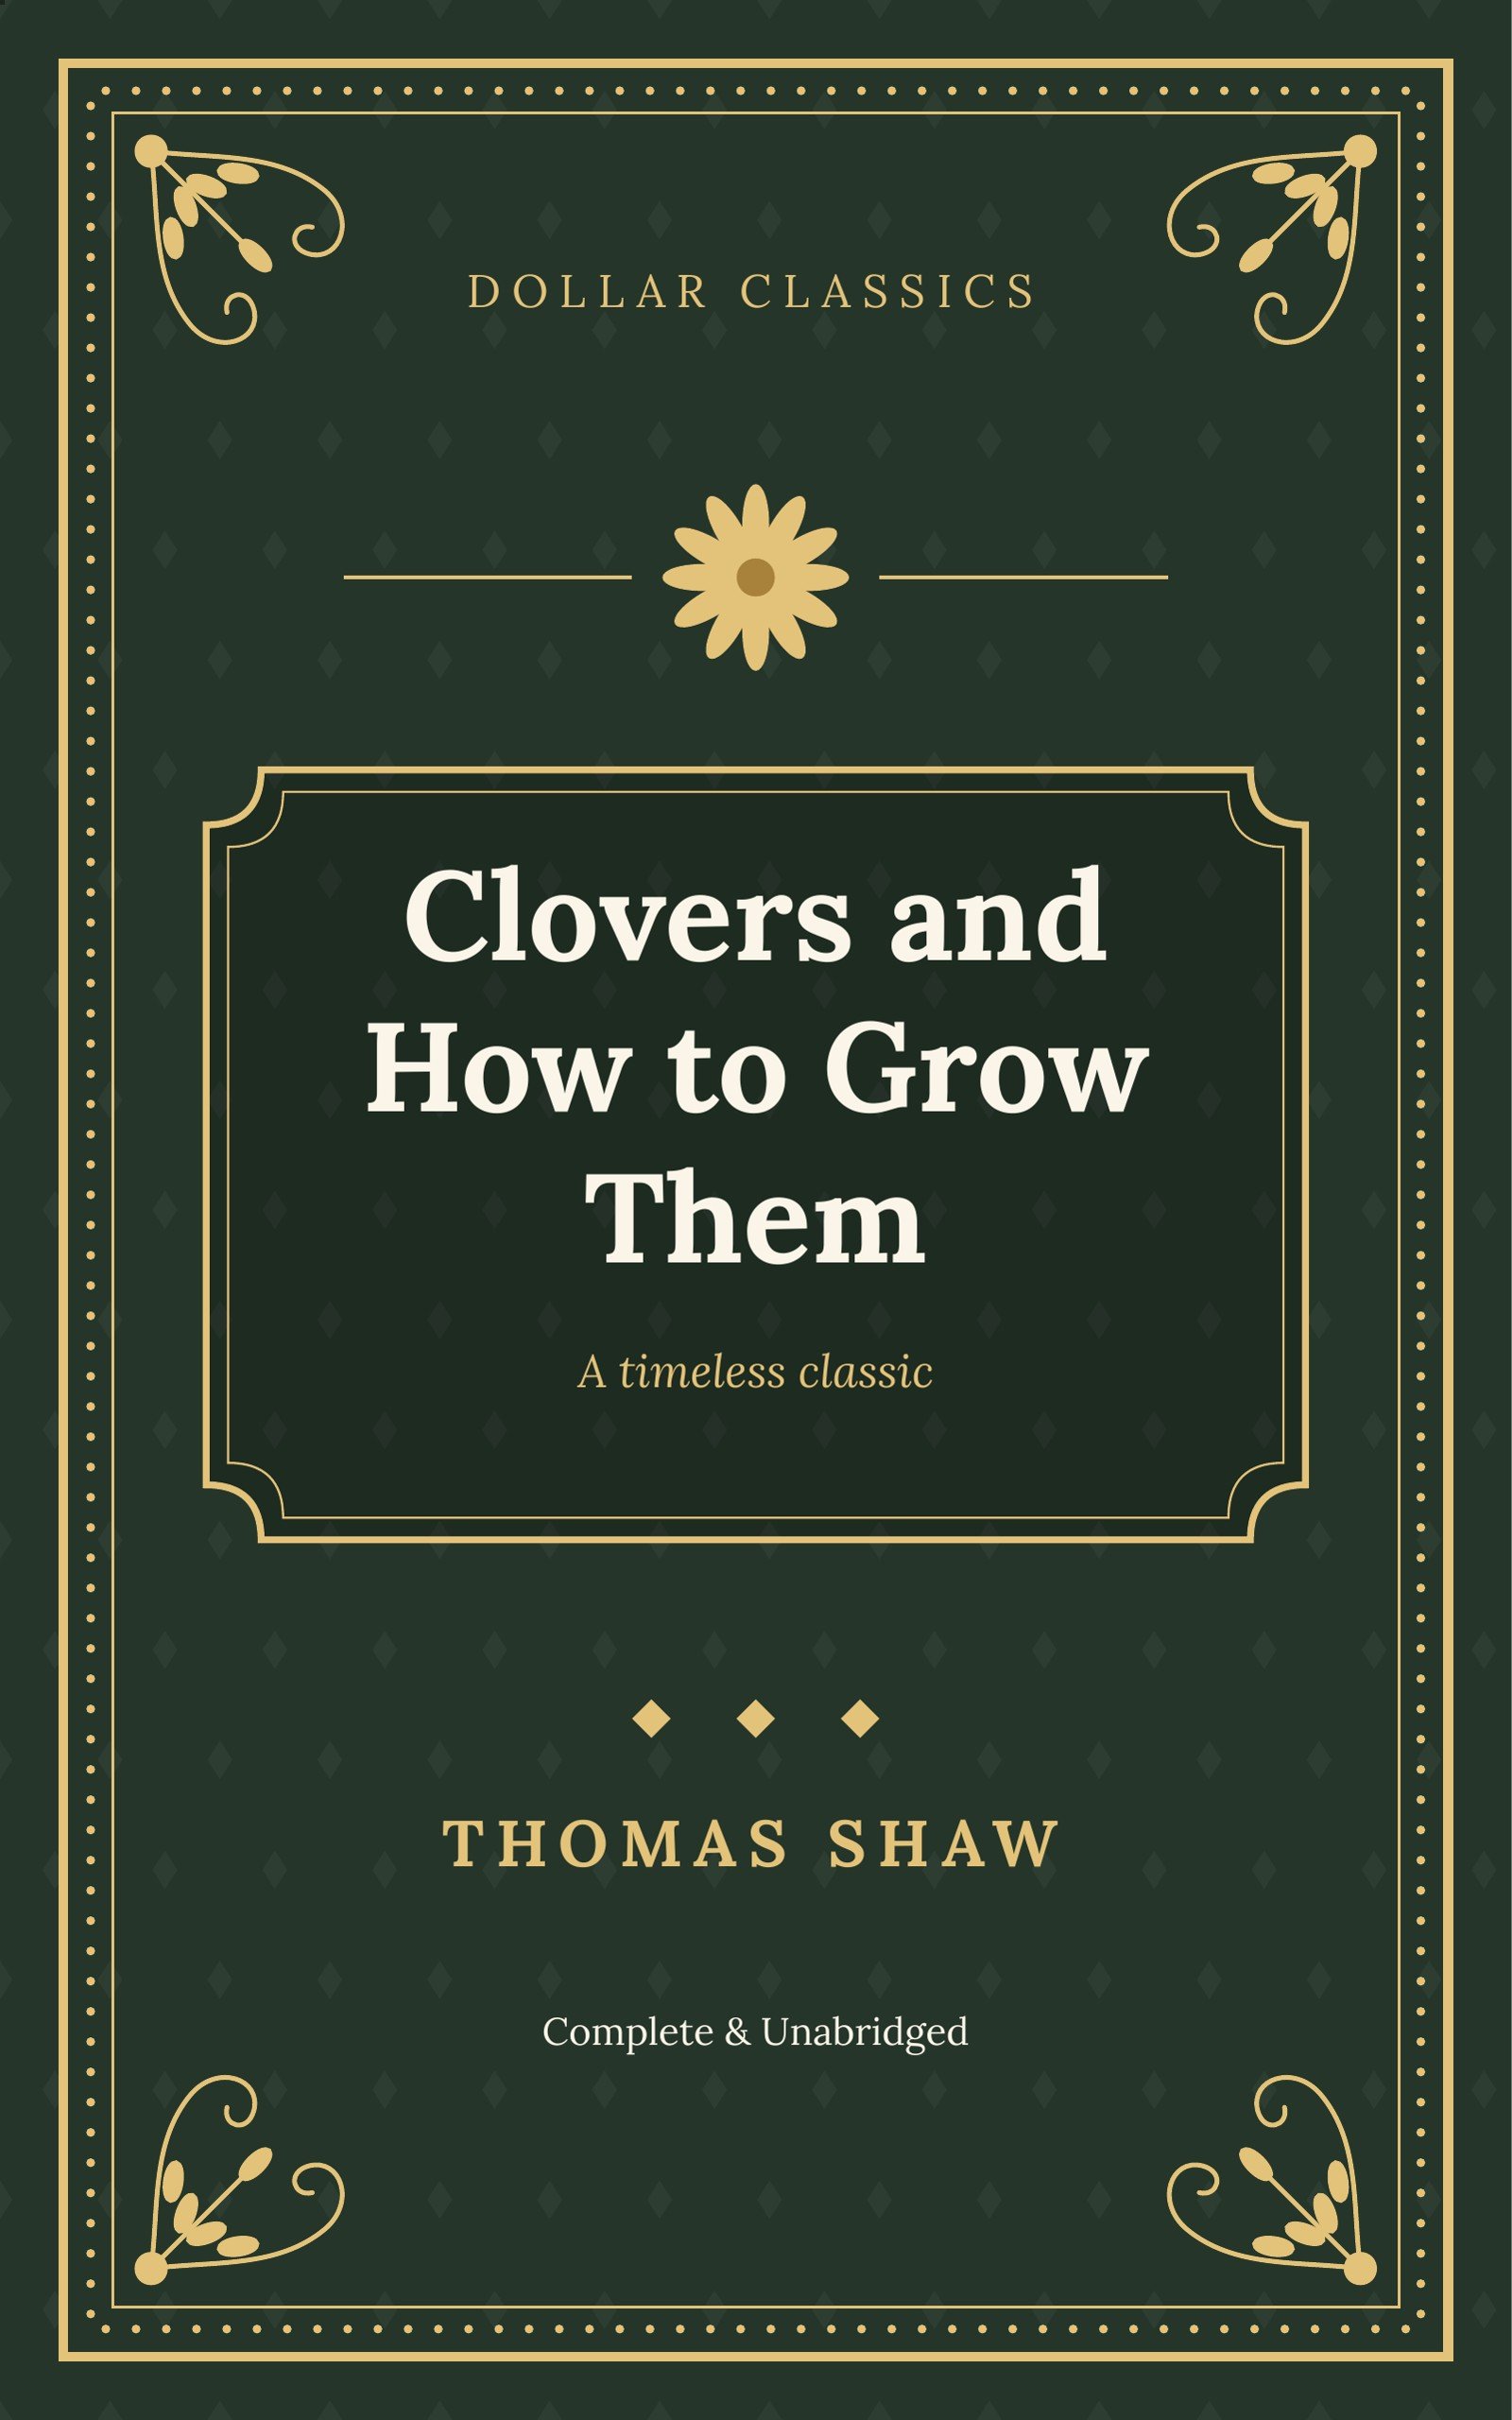 DOLLAR CLASSICS
Clovers and
How to Grow
Them
A timeless classic
THOMAS SHAW
Complete & Unabridged